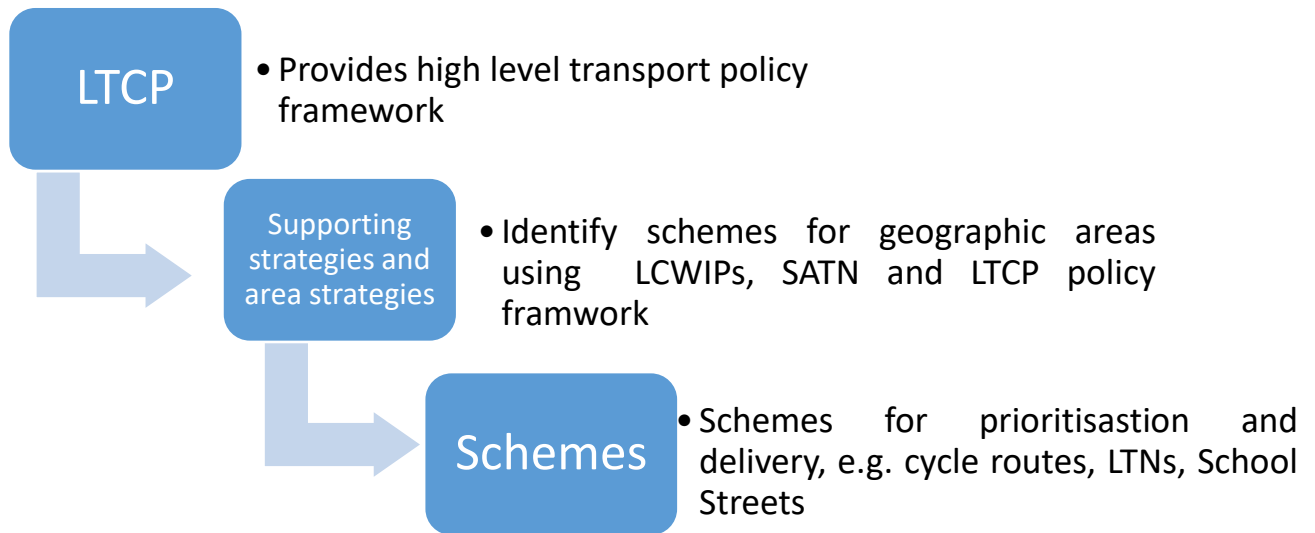 LTCP
• Provides high level transport policy
framework
Supporting
strategies and
area strategies
• Identify schemes for geographic areas
using LCWIPs, SATN and LTCP policy
framwork
Schemes
• Schemes for prioritisastion and
delivery, e.g. cycle routes, LTNs, School
Streets